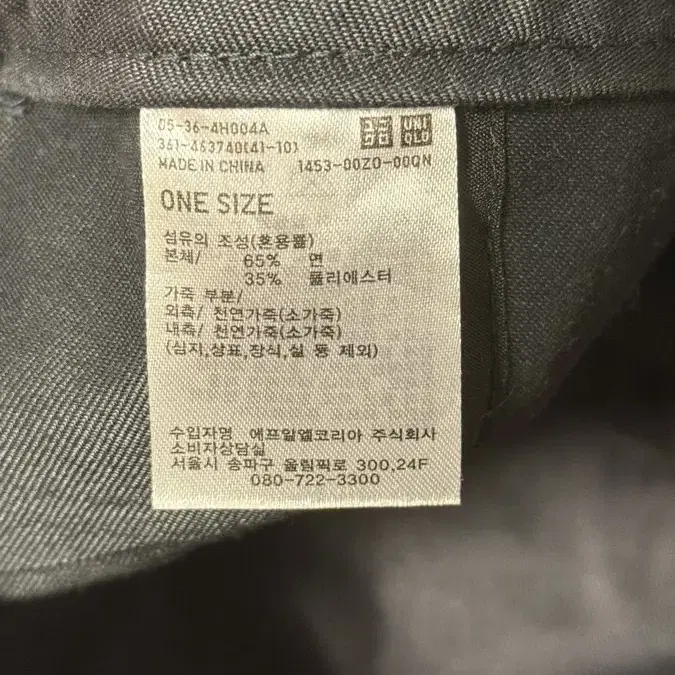 05-36-4H004A
361-463740(41-10)
MADE IN CHINA 1453-00Z0-00QN
UNI
QLO
ONE SIZE
섬유의 조성(혼용률)
본체/ 65% 면
35% 폴리에스터
가죽 부분/
외측/ 천연가죽(소가죽)
내측/ 천연가죽(소가죽)
(심지,상표,장식,실 등 제외)
수입자명 에프알엘코리아 주식회사
소비자상담실
서울시 송파구 올림픽로 300,24F
080-722-3300